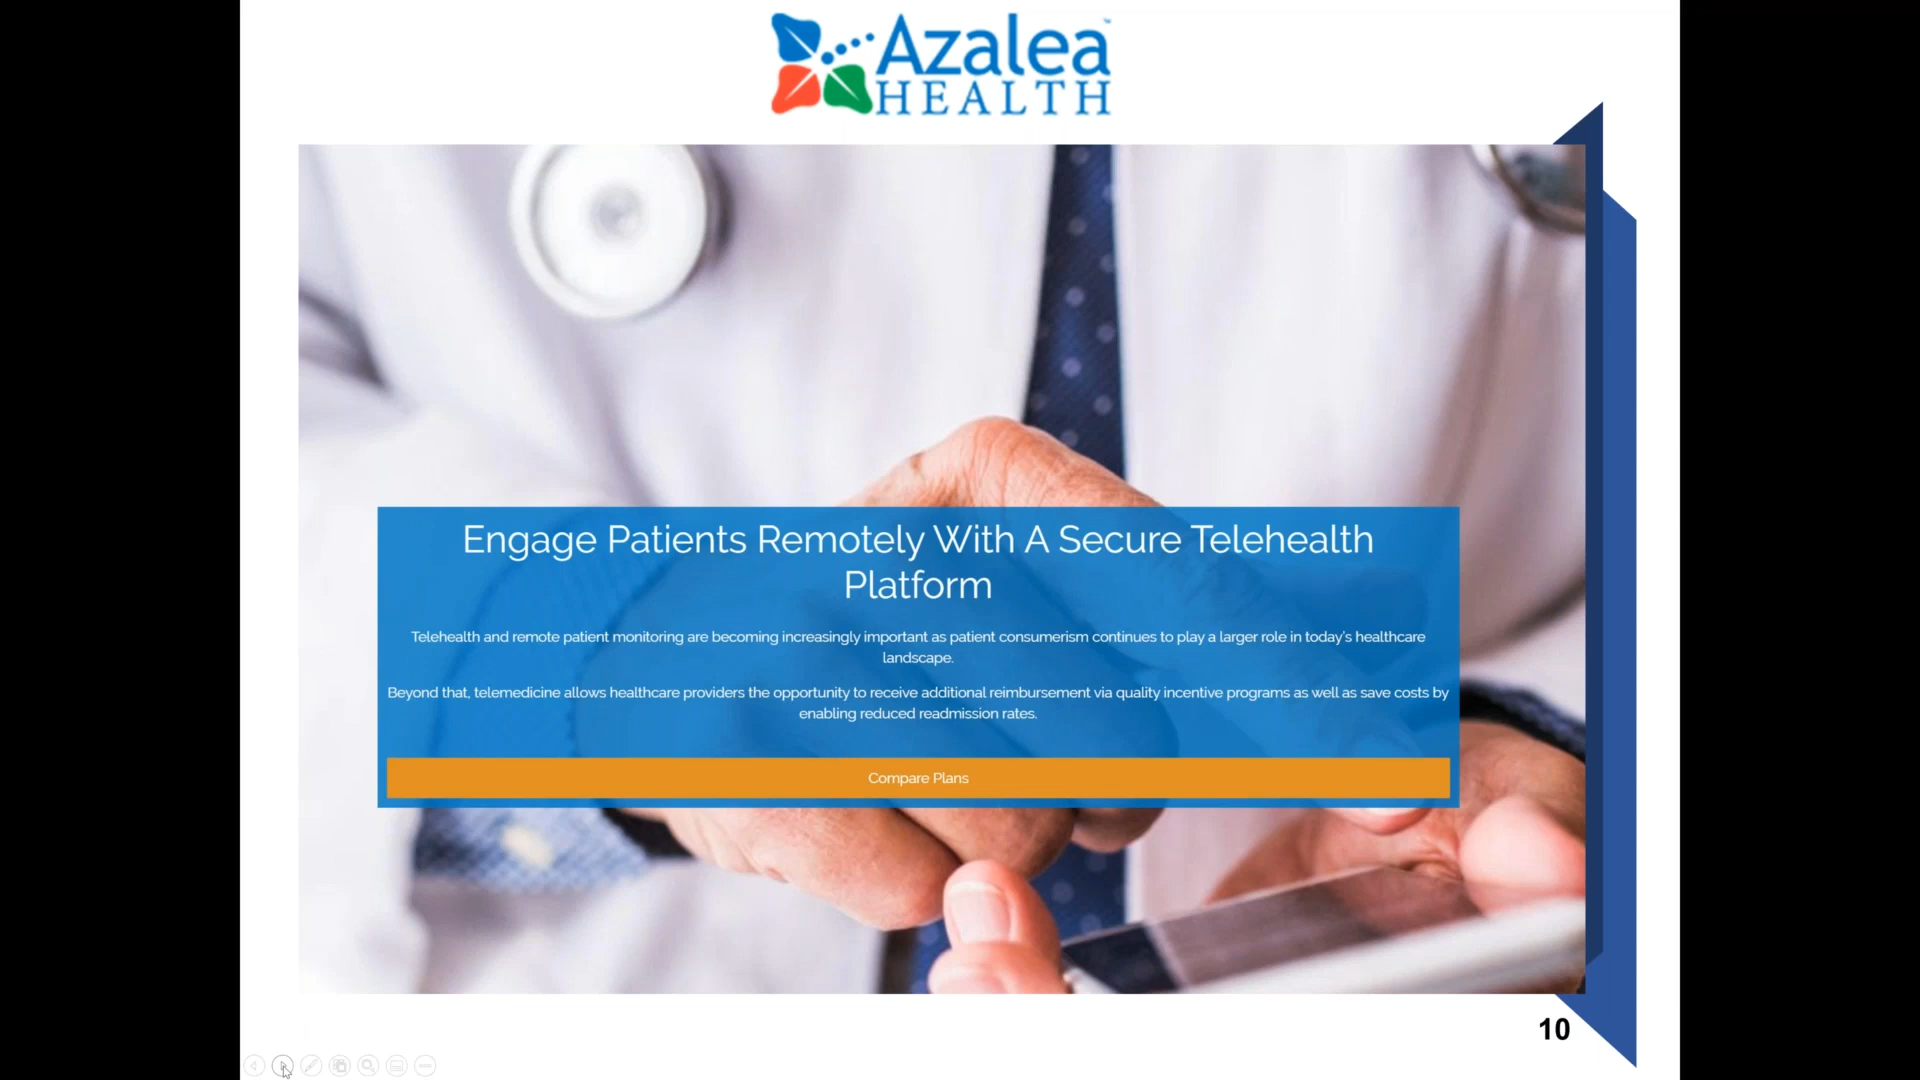 Azalea™
HEALTH
Engage Patients Remotely With A Secure Telehealth
Platform
Telehealth and remote patient monitoring are becoming increasingly important as patient consumerism continues to play a larger role in today's healthcare
landscape.
Beyond that, telemedicine allows healthcare providers the opportunity to receive additional reimbursement via quality incentive programs as well as save costs by
enabling reduced readmission rates.
Compare Plans
10